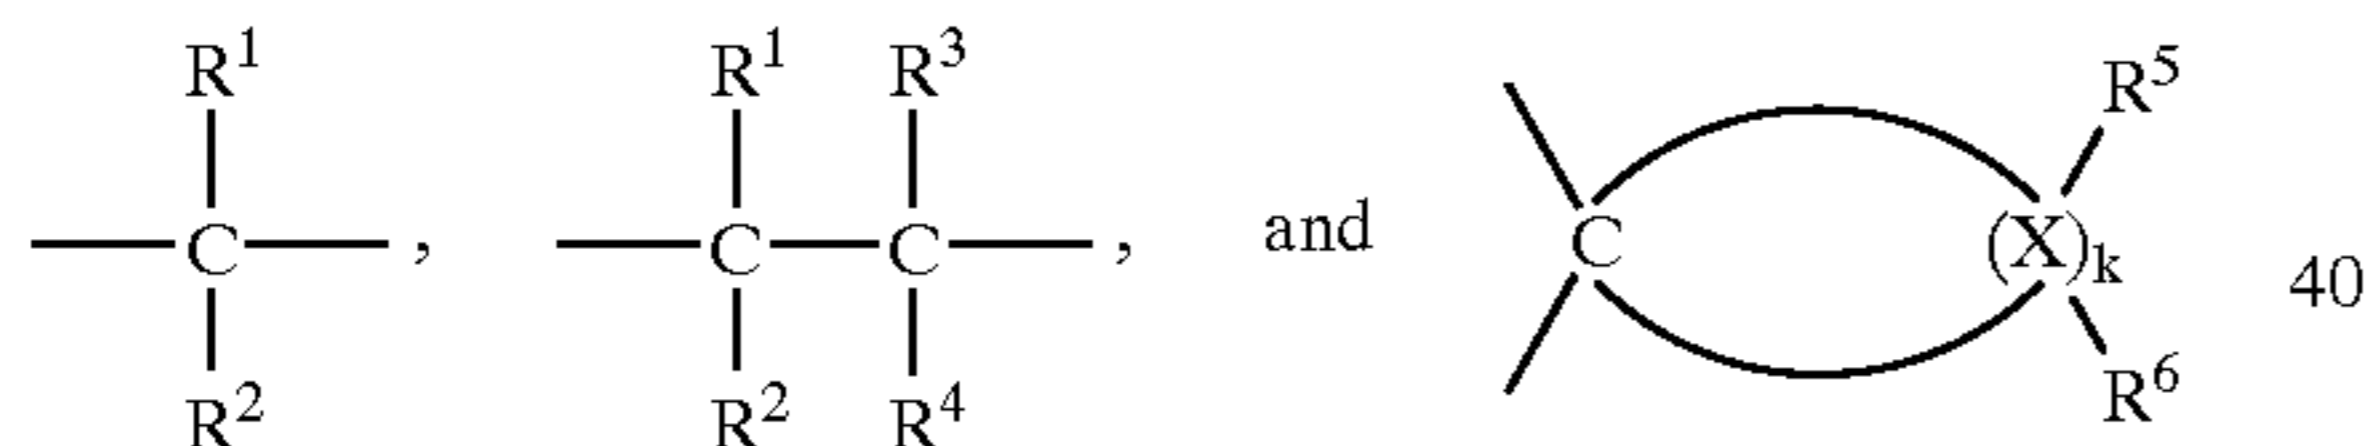 R¹ R¹ R³ R⁵
C , C C , and C (X)ₖ 40
R² R² R⁴ R⁶